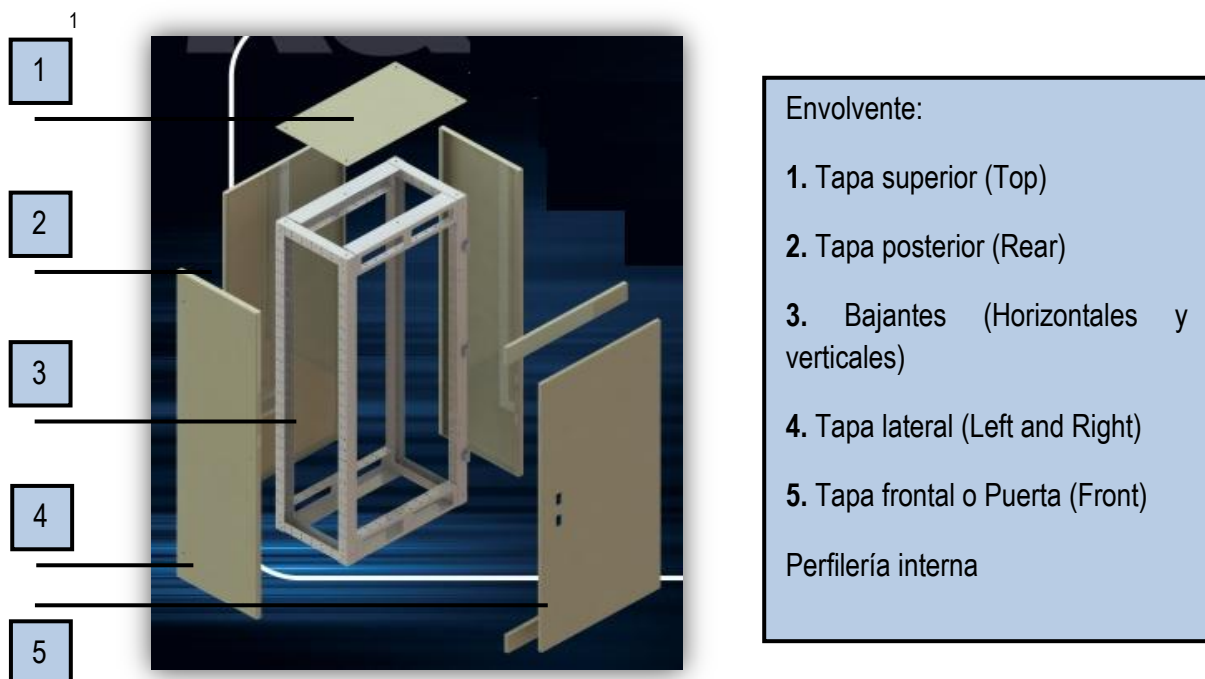 1
1
2
3
4
5
Envolvente:
1. Tapa superior (Top)
2. Tapa posterior (Rear)
3. Bajantes (Horizontales y
verticales)
4. Tapa lateral (Left and Right)
5. Tapa frontal o Puerta (Front)
Perfilería interna